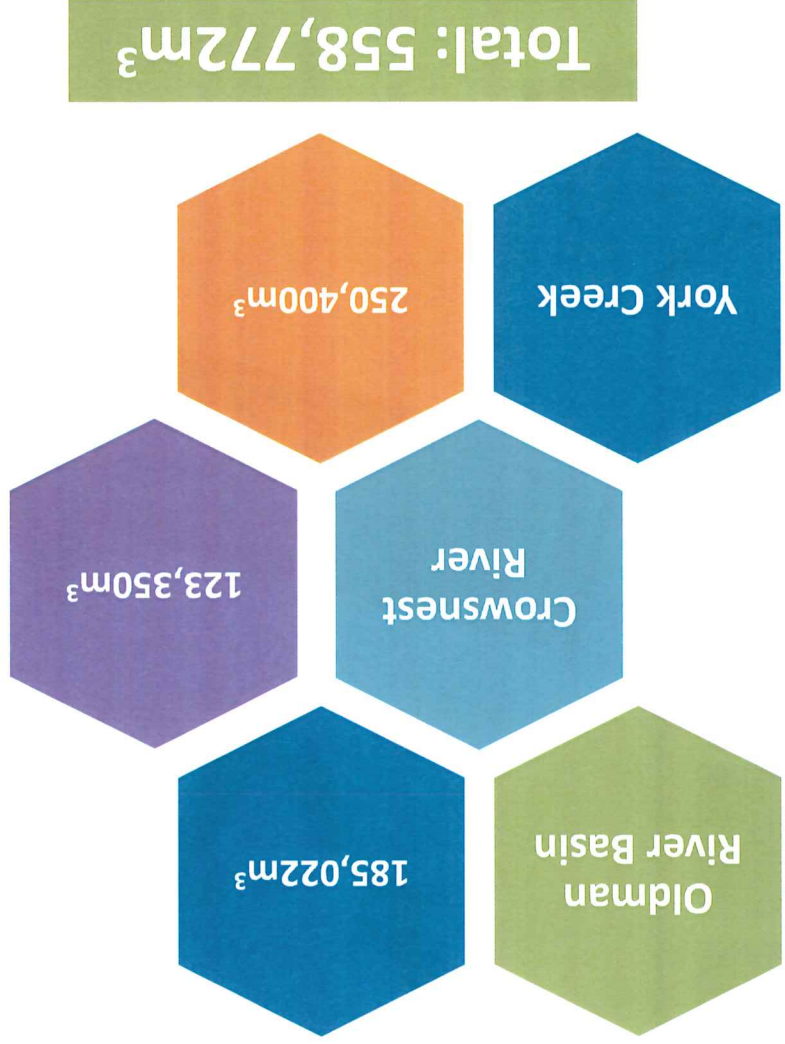 Oldman
River Basin
185,022m³
Crowsnest
River
123,350m³
York Creek
250,400m³
Total: 558,772m³